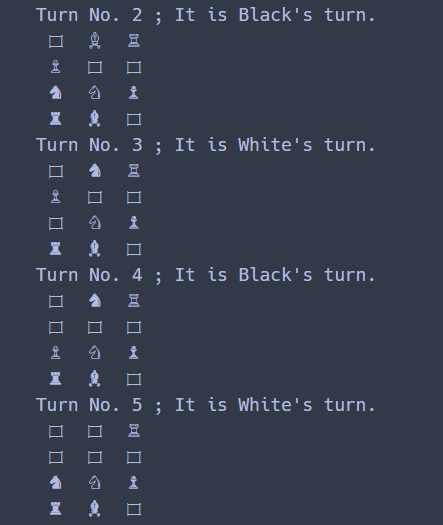 Turn No. 2 ; It is Black's turn.
□ ♗ ♖
♙ □ □
♞ ♘ ♟
♜ ♝ □
Turn No. 3 ; It is White's turn.
□ ♞ ♖
♙ □ □
□ ♘ ♟
♜ ♝ □
Turn No. 4 ; It is Black's turn.
□ ♞ ♖
□ □ □
♙ ♘ ♟
♜ ♝ □
Turn No. 5 ; It is White's turn.
□ □ ♖
□ □ □
♞ ♘ ♟
♜ ♝ □